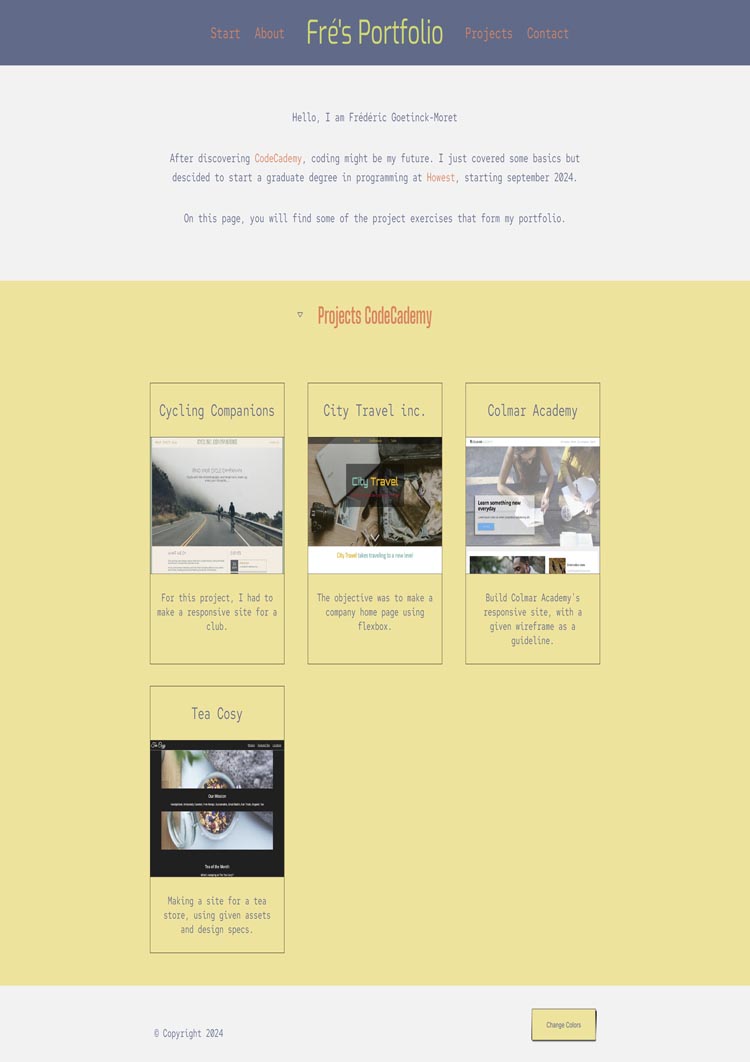 Start About Fré's Portfolio Projects Contact
Hello, I am Frédéric Goetinck-Moret
After discovering CodeCademy, coding might be my future. I just covered some basics but
descided to start a graduate degree in programming at Howest, starting september 2024.
On this page, you will find some of the project exercises that form my portfolio.
Projects CodeCademy
Cycling Companions
CYCLING COMPANIONS
FIND YOUR CYCLE COMPANION
For this project, I had to
make a responsive site for a
club.
City Travel inc.
City Travel
City Travel takes traveling to a new level
The objective was to make a
company home page using
flexbox.
Colmar Academy
Learn something new
everyday
Build Colmar Academy's
responsive site, with a
given wireframe as a
guideline.
Tea Cosy
Our Mission
Tea of the Month
Making a site for a tea
store, using given assets
and design specs.
© Copyright 2024
Change Colors